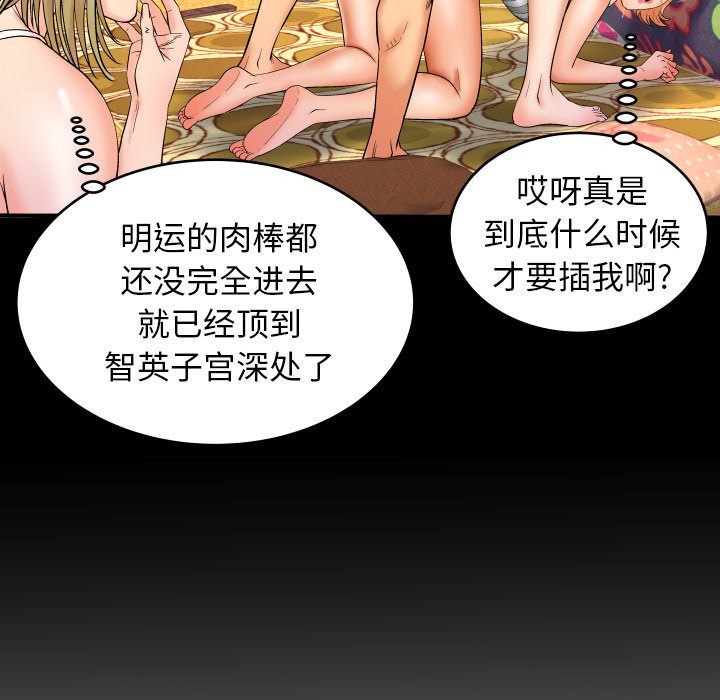 明运的肉棒都
还没完全进去
就已经顶到
智英子宫深处了
哎呀真是
到底什么时候
才要插我啊?